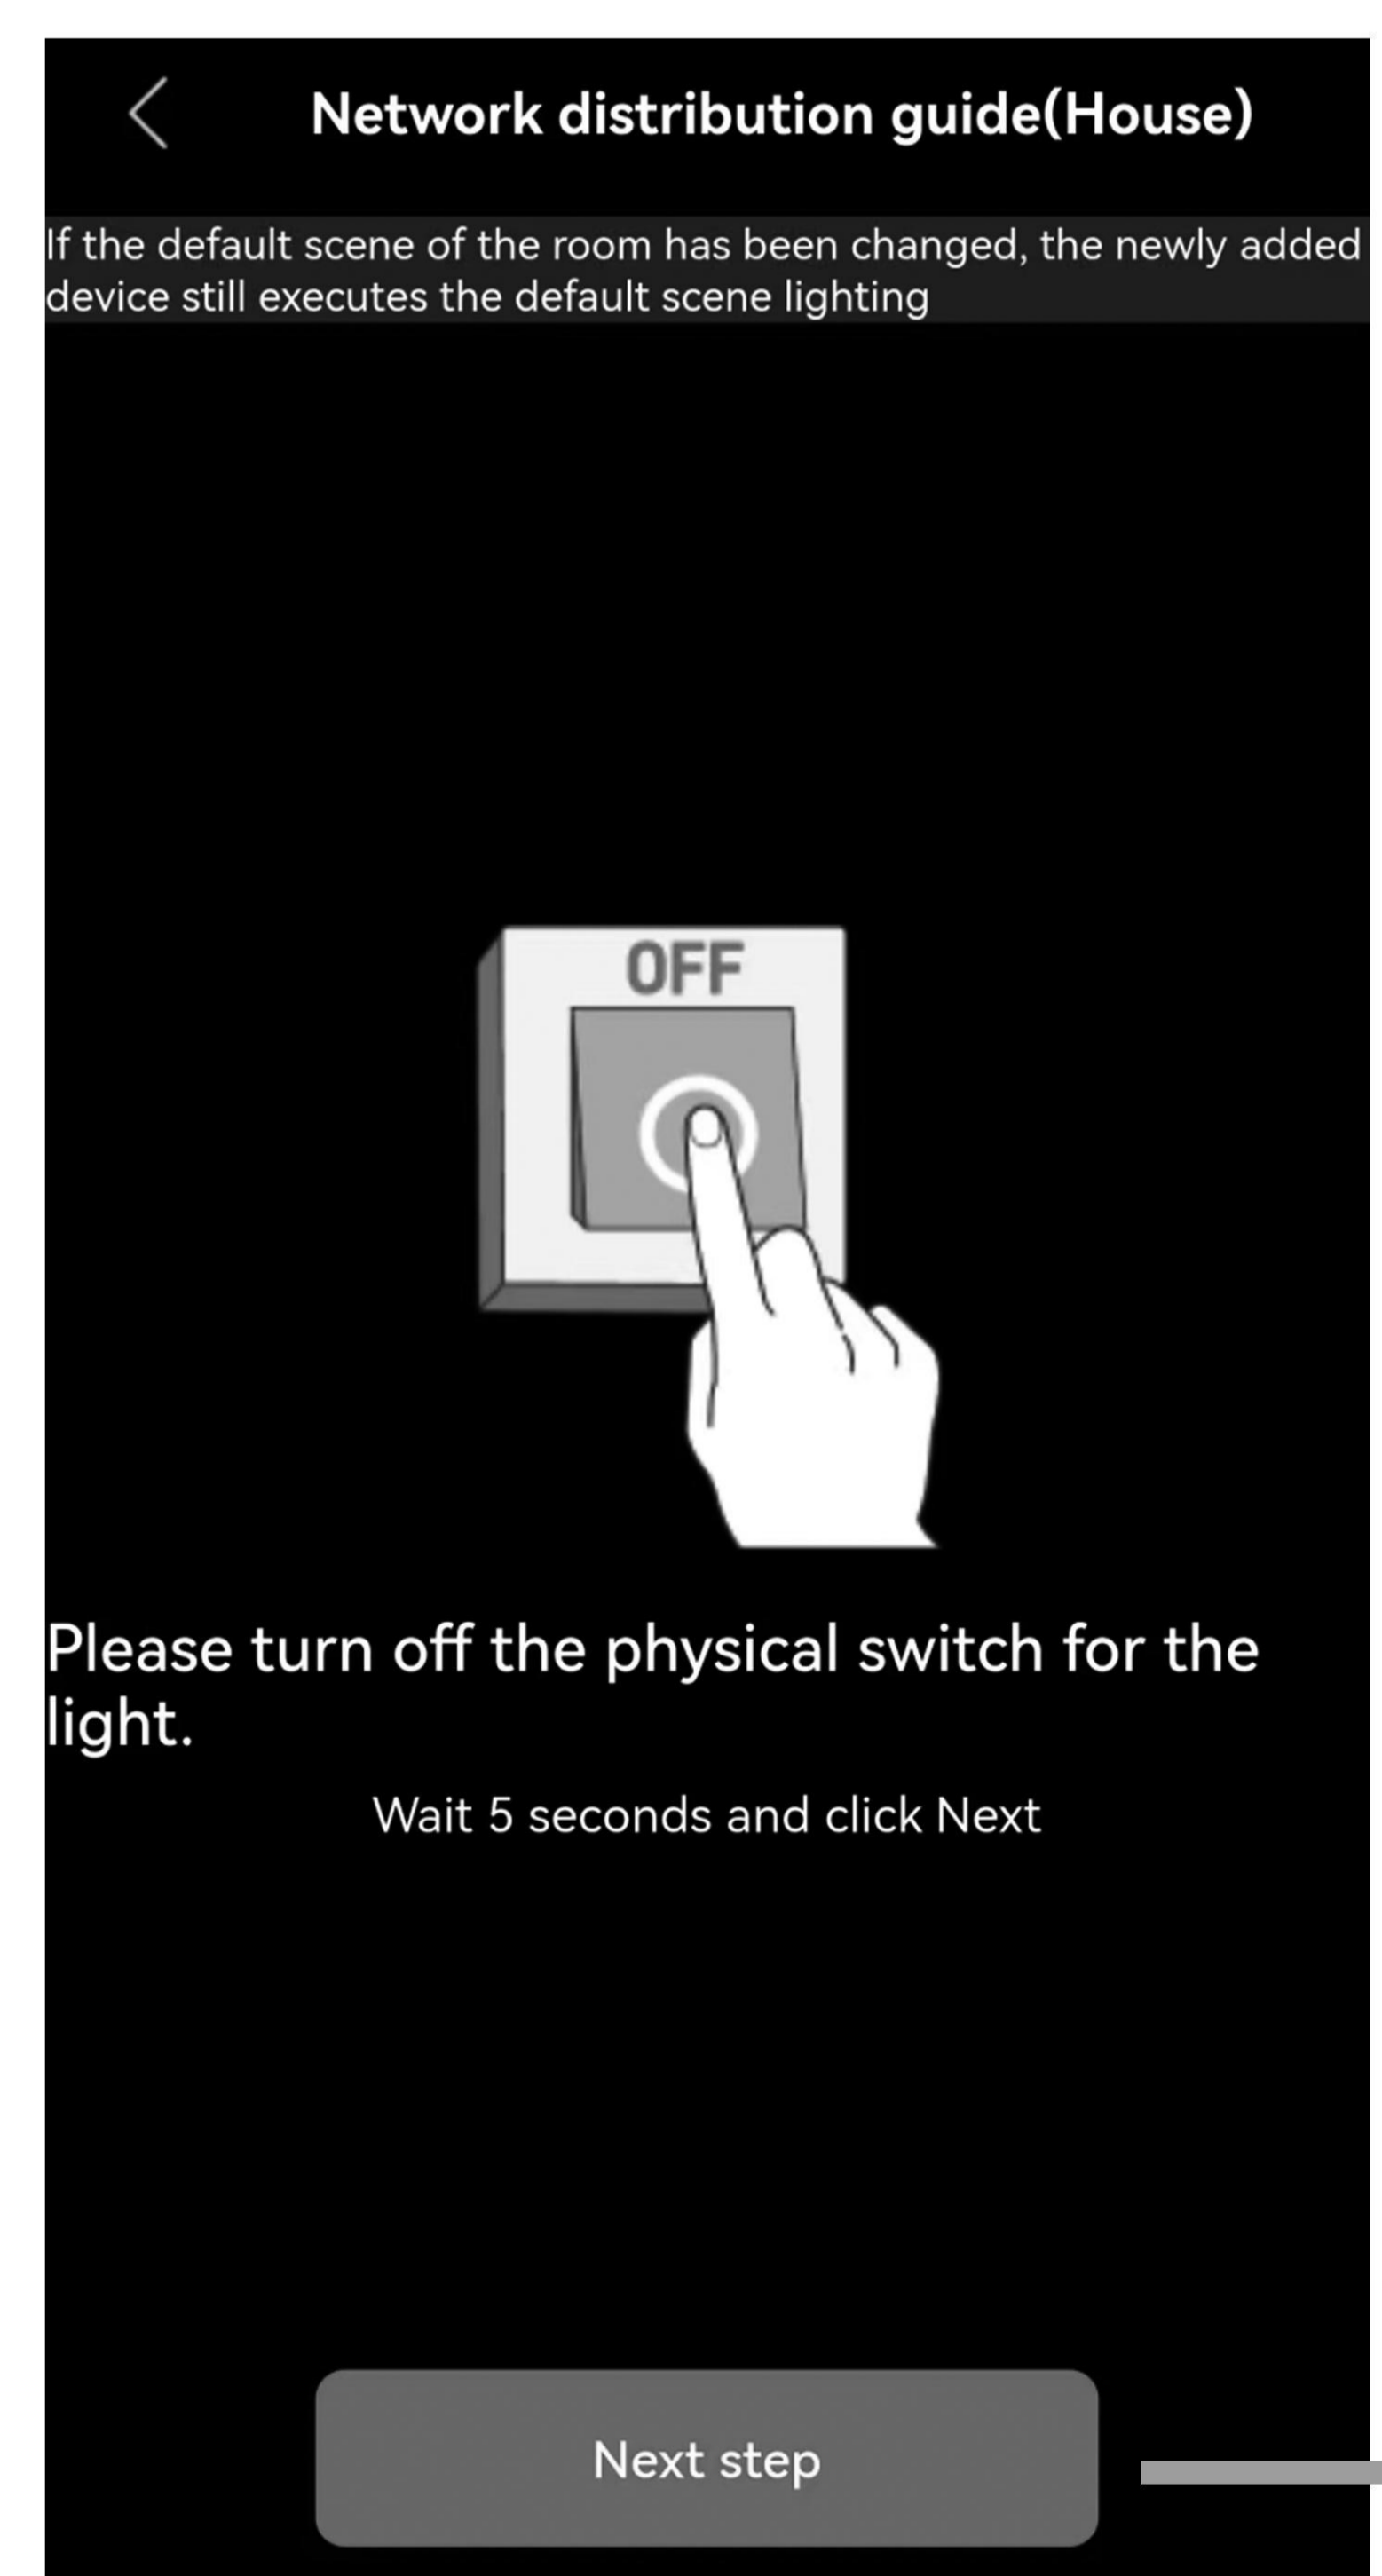 Network distribution guide(House)
If the default scene of the room has been changed, the newly added
device still executes the default scene lighting
OFF
Please turn off the physical switch for the
light.
Wait 5 seconds and click Next
Next step